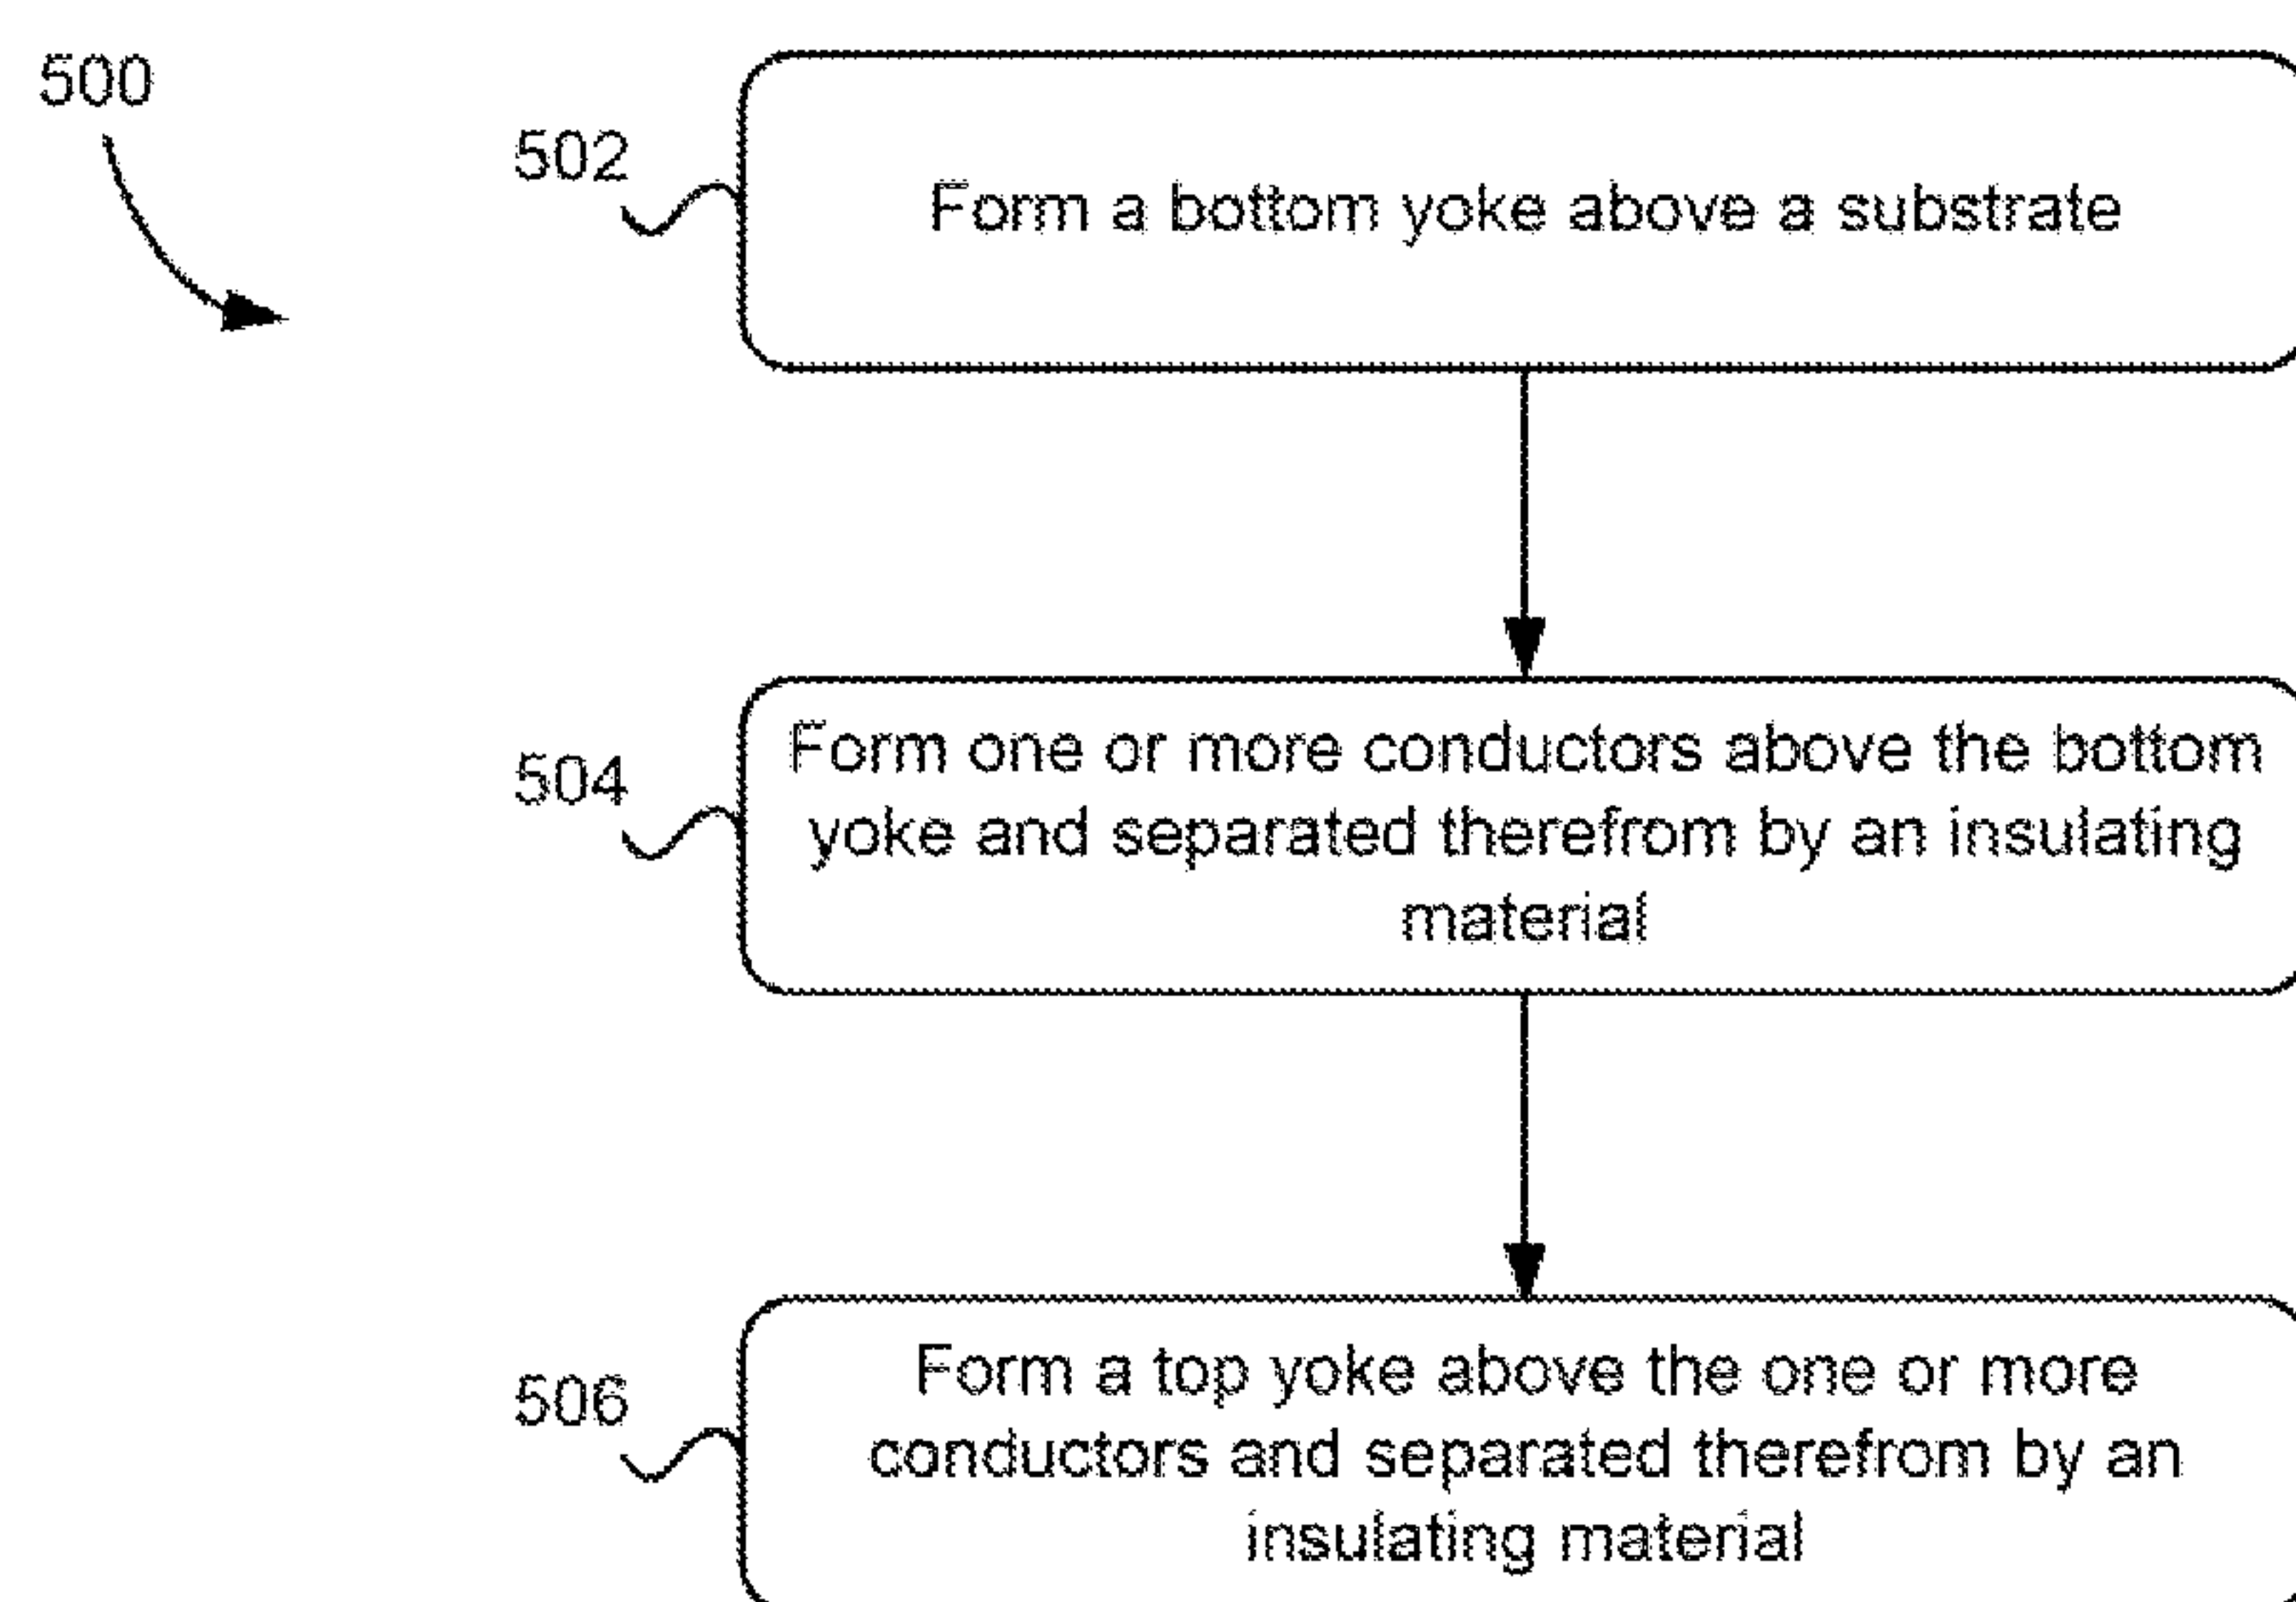 500
502
Form a bottom yoke above a substrate
504
Form one or more conductors above the bottom
yoke and separated therefrom by an insulating
material
506
Form a top yoke above the one or more
conductors and separated therefrom by an
insulating material